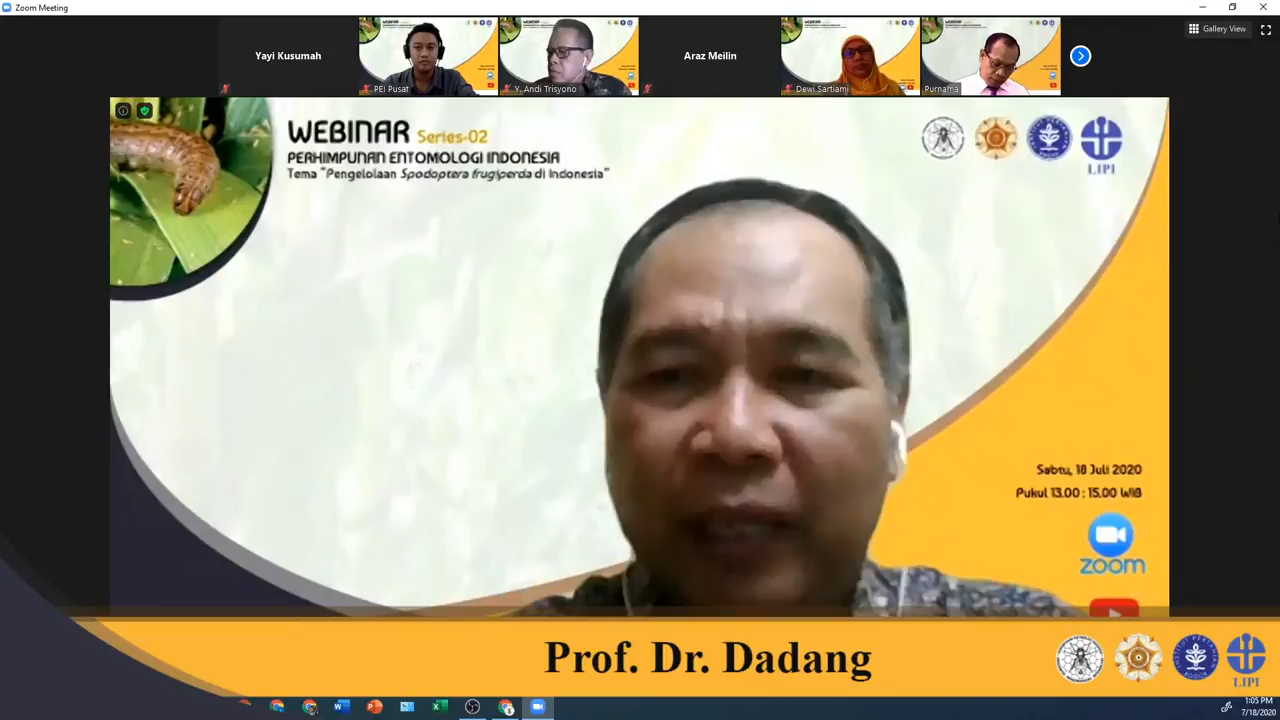 Zoom Meeting
Gallery View
Yayi Kusumah
PEI Pusat
Y. Andi Trisyono
Araz Meilin
Dewi Sartiami
Purnama
WEBINAR Series-02
PERHIMPUNAN ENTOMOLOGI INDONESIA
Tema "Pengelolaan Spodoptera frugiperda di Indonesia"
LIPI
Sabtu, 18 Juli 2020
Pukul 13.00 : 15.00 WIB
zoom
Prof. Dr. Dadang
LIPI
1:05 PM
7/18/2020